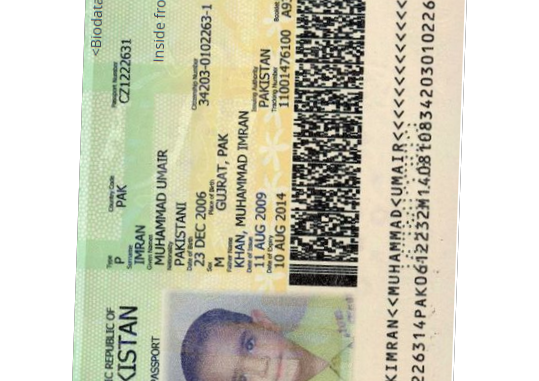 <Biodata
Inside fro
IC REPUBLIC OF
KISTAN
PASSPORT
Type Country Code Passport Number
P PAK CZ1222631
Surname
IMRAN
Given Names
MUHAMMAD UMAIR
Nationality Citizenship Number
PAKISTANI 34203-0102263-1
Date of Birth
23 DEC 2006
Sex Place of Birth
M GUJRAT, PAK
Father Name
KHAN, MUHAMMAD IMRAN
Date of Issue Issuing Authority
11 AUG 2009 PAKISTAN
Date of Expiry Tracking Number Booklet
10 AUG 2014 11001476100 A9
KIMRAN<<MUHAMMAD<UMAIR<<<<<<<<<<<